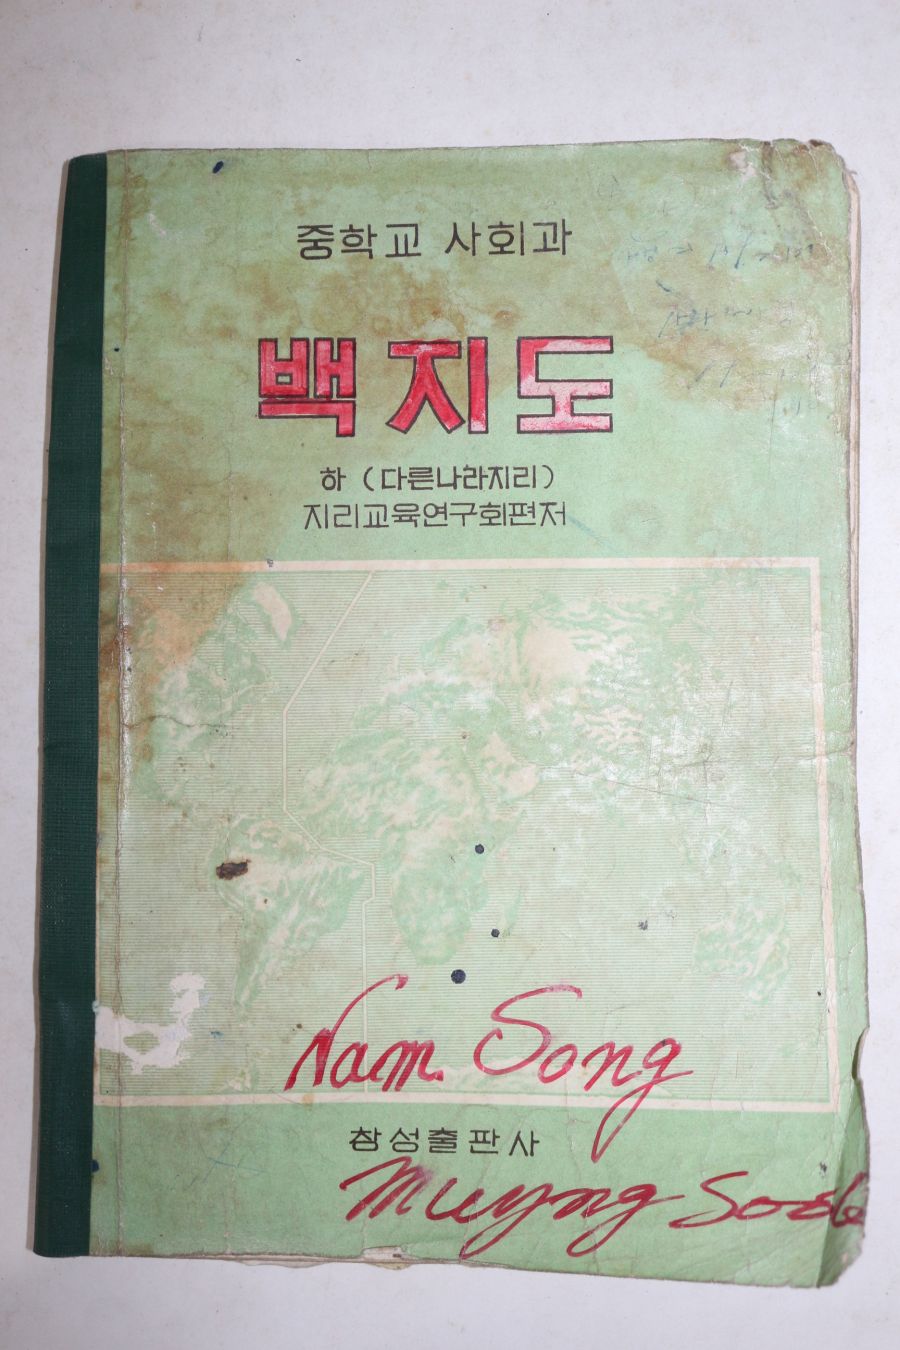 중학교 사회과
백지도
하 (다른나라지리)
지리교육연구회편저
Nam Song
창성출판사
Muyng